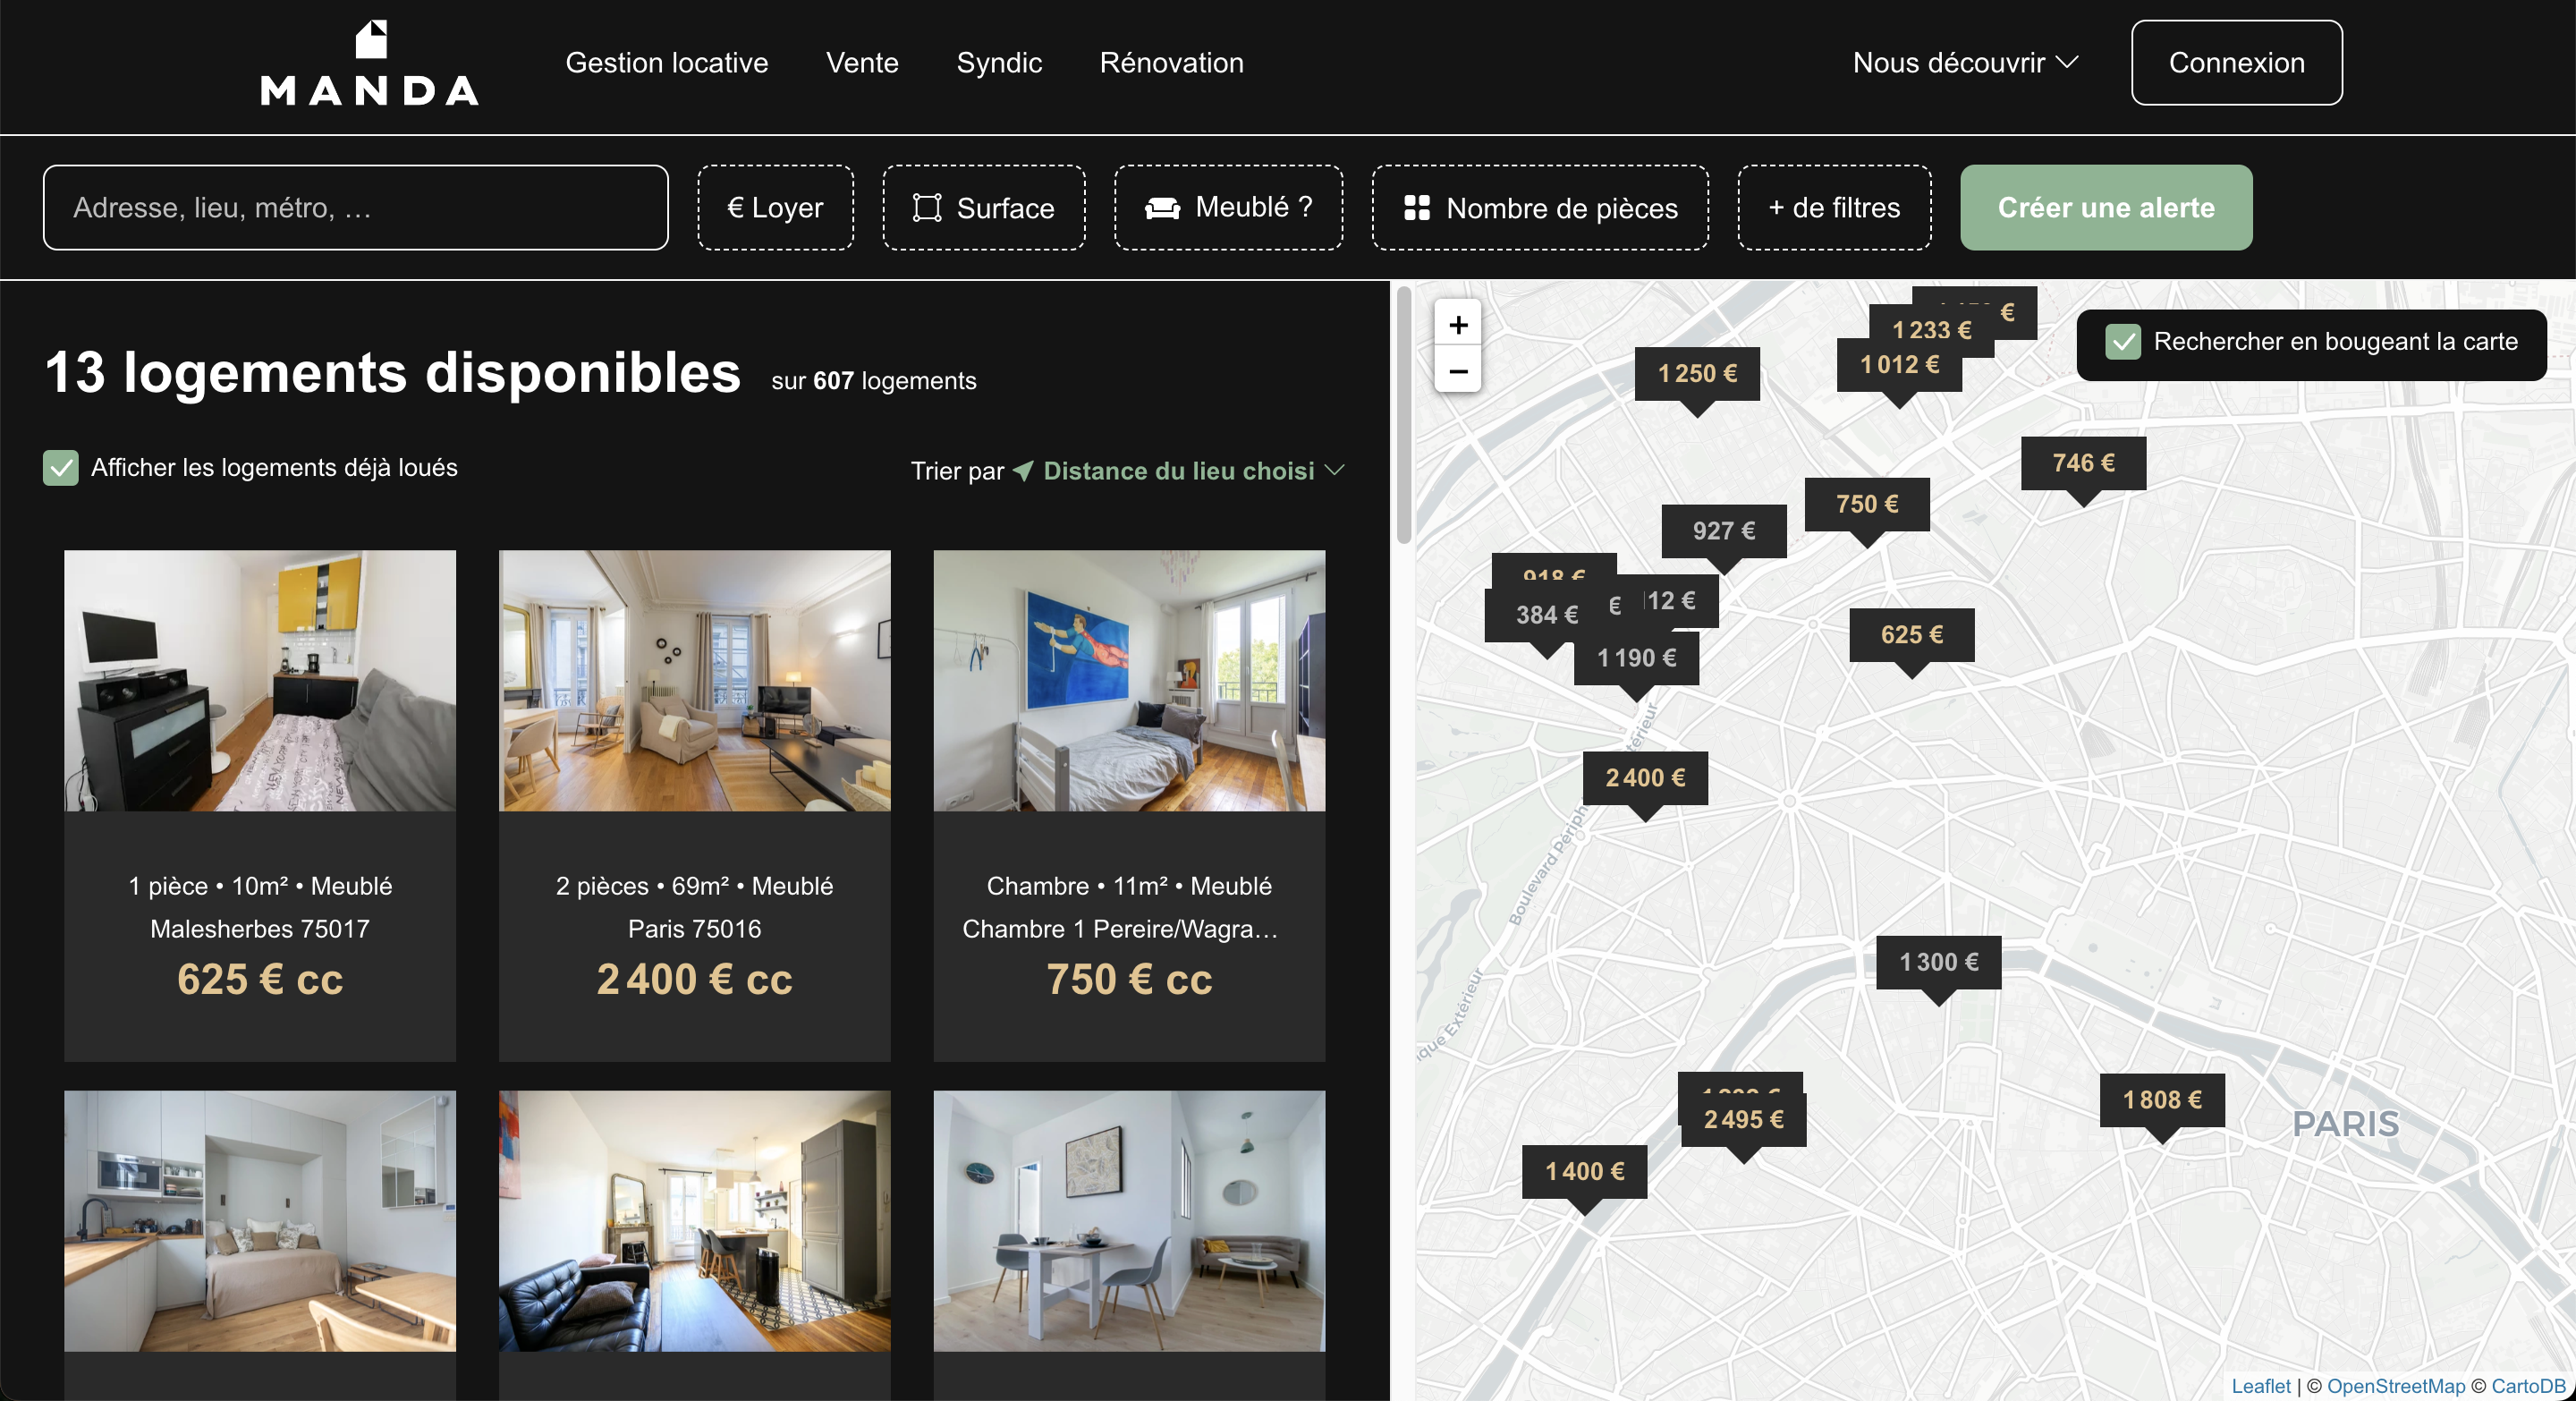 MANDA
Gestion locative
Vente
Syndic
Rénovation
Nous découvrir
Connexion
Adresse, lieu, métro, …
€ Loyer
Surface
Meublé ?
Nombre de pièces
+ de filtres
Créer une alerte
13 logements disponibles sur 607 logements
Afficher les logements déjà loués
Trier par Distance du lieu choisi
1 pièce • 10m² • Meublé
Malesherbes 75017
625 € cc
2 pièces • 69m² • Meublé
Paris 75016
2 400 € cc
Chambre • 11m² • Meublé
Chambre 1 Pereire/Wagra…
750 € cc
+
−
Rechercher en bougeant la carte
€
1 233 €
1 012 €
1 250 €
746 €
750 €
927 €
918 €
384 €
€
12 €
1 190 €
625 €
2 400 €
Boulevard Périph
térieur
ique Extérieur
1 300 €
2 495 €
1 400 €
1 808 €
PARIS
Leaflet | © OpenStreetMap © CartoDB